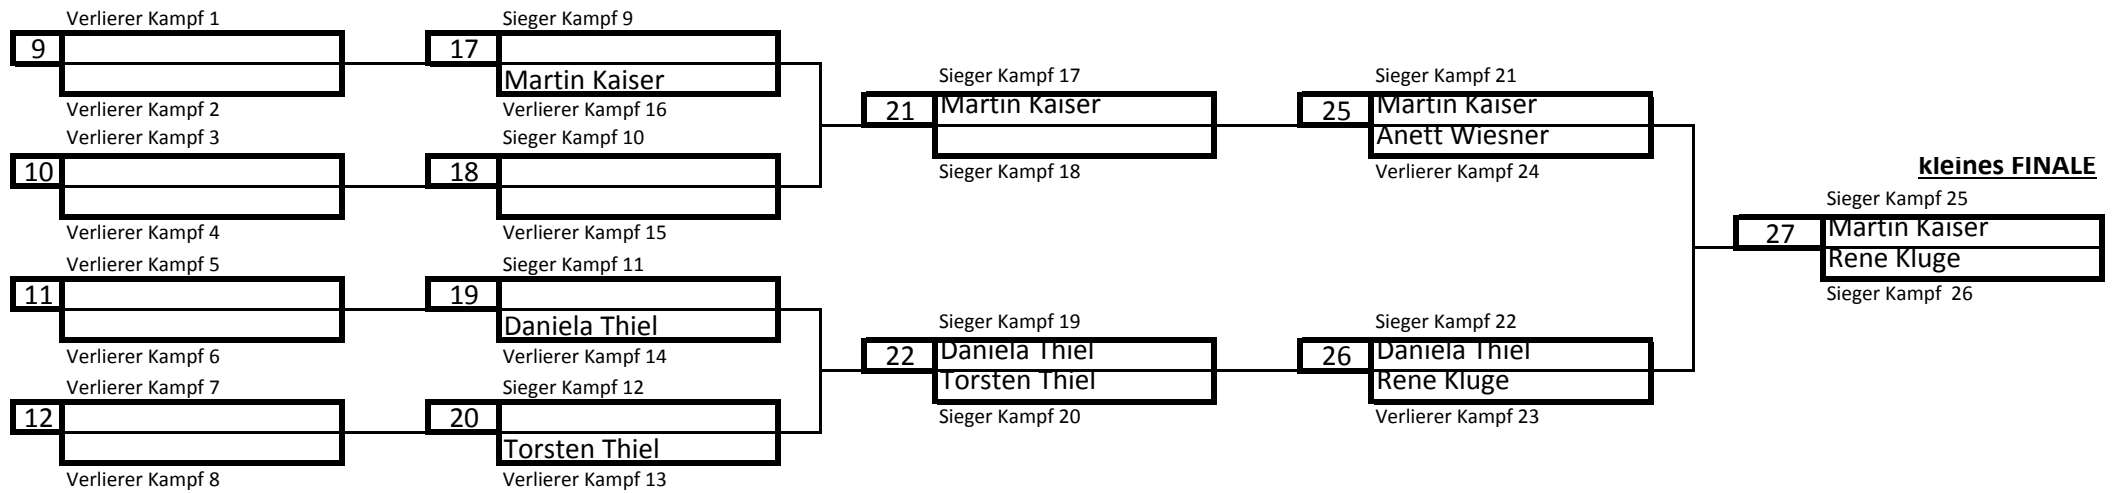 Verlierer Kampf 1
9
Verlierer Kampf 2
Verlierer Kampf 3
10
Verlierer Kampf 4
Verlierer Kampf 5
11
Verlierer Kampf 6
Verlierer Kampf 7
12
Verlierer Kampf 8
Sieger Kampf 9
17
Martin Kaiser
Verlierer Kampf 16
Sieger Kampf 10
18
Verlierer Kampf 15
Sieger Kampf 11
19
Daniela Thiel
Verlierer Kampf 14
Sieger Kampf 12
20
Torsten Thiel
Verlierer Kampf 13
Sieger Kampf 17
21 Martin Kaiser
Sieger Kampf 18
Sieger Kampf 19
22 Daniela Thiel
Torsten Thiel
Sieger Kampf 20
Sieger Kampf 21
25 Martin Kaiser
Anett Wiesner
Verlierer Kampf 24
Sieger Kampf 22
26 Daniela Thiel
Rene Kluge
Verlierer Kampf 23
kleines FINALE
Sieger Kampf 25
27 Martin Kaiser
Rene Kluge
Sieger Kampf 26